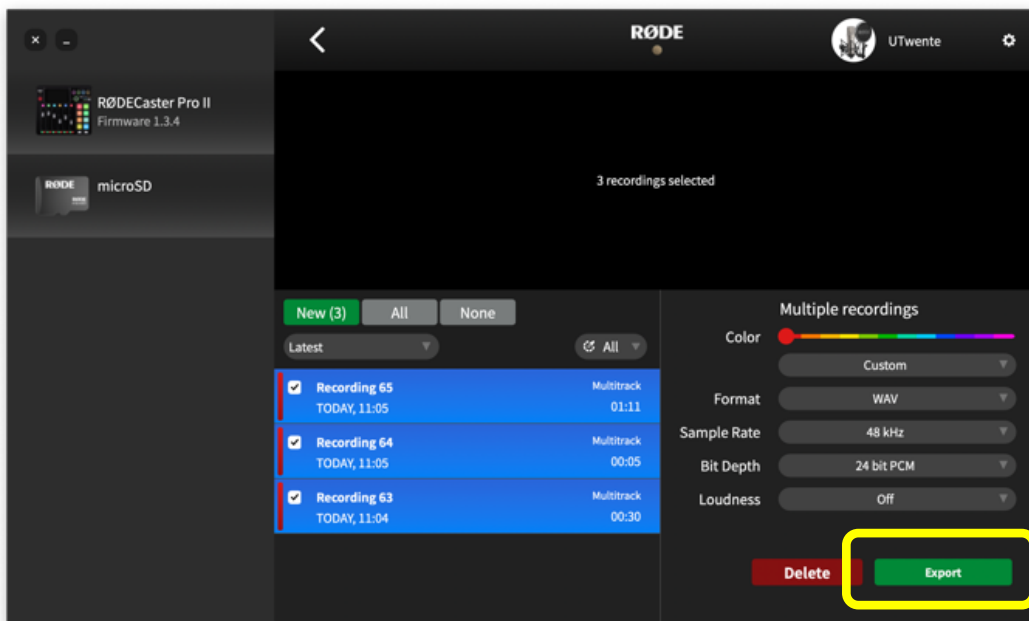 RØDE
UTwente
RØDECaster Pro II
Firmware 1.3.4
RØDE
microSD
3 recordings selected
New (3) All None
Latest
All
Recording 65 Multitrack
TODAY, 11:05 01:11
Recording 64 Multitrack
TODAY, 11:05 00:05
Recording 63 Multitrack
TODAY, 11:04 00:30
Multiple recordings
Color
Custom
Format WAV
Sample Rate 48 kHz
Bit Depth 24 bit PCM
Loudness Off
Delete Export